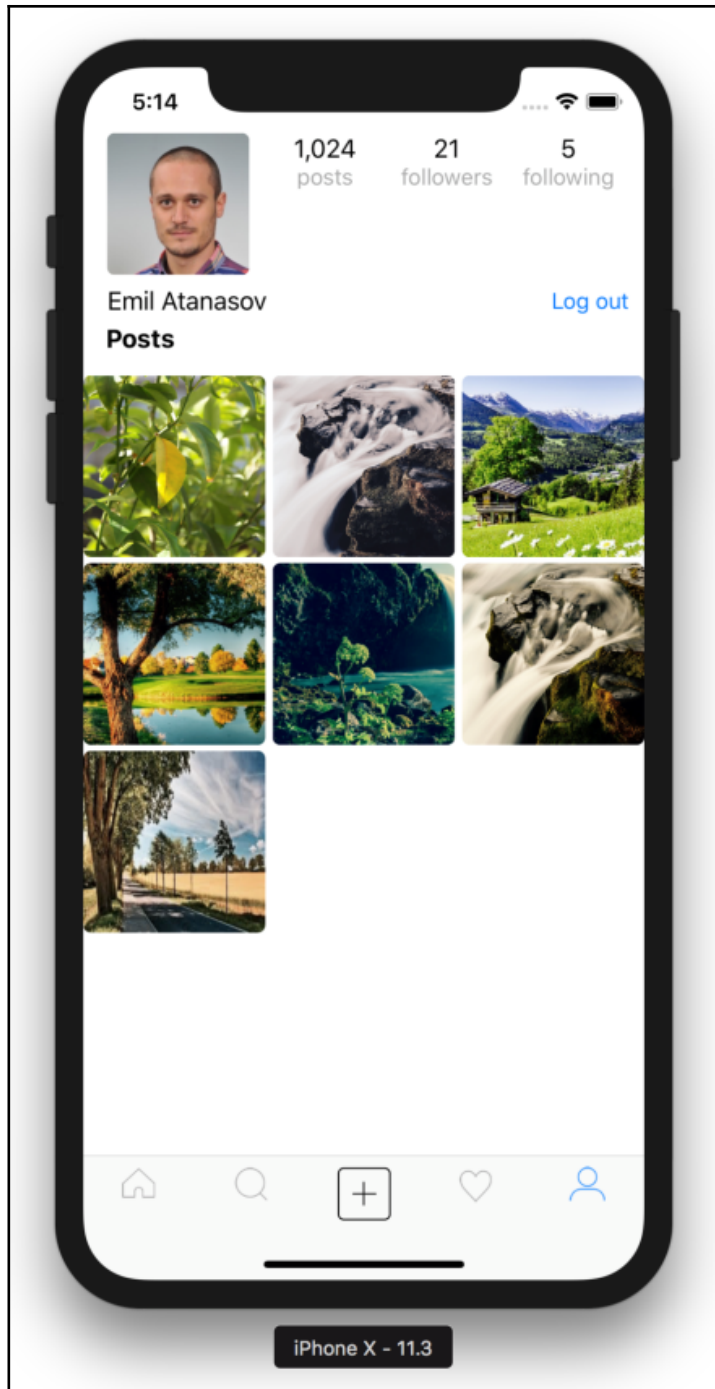 5:14
1,024 21 5
posts followers following
Emil Atanasov Log out
Posts
iPhone X - 11.3